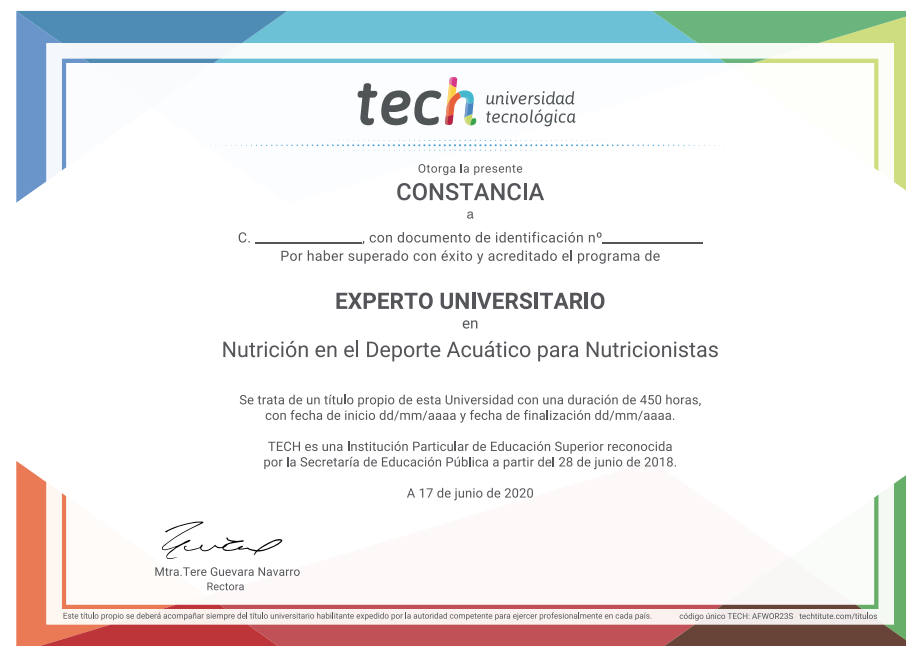 tech universidad
tecnológica
Otorga la presente
CONSTANCIA
a
C. ______________, con documento de identificación nº_____________
Por haber superado con éxito y acreditado el programa de
EXPERTO UNIVERSITARIO
en
Nutrición en el Deporte Acuático para Nutricionistas
Se trata de un título propio de esta Universidad con una duración de 450 horas,
con fecha de inicio dd/mm/aaaa y fecha de finalización dd/mm/aaaa.
TECH es una Institución Particular de Educación Superior reconocida
por la Secretaría de Educación Pública a partir del 28 de junio de 2018.
A 17 de junio de 2020
Mtra.Tere Guevara Navarro
Rectora
Este título propio se deberá acompañar siempre del título universitario habilitante expedido por la autoridad competente para ejercer profesionalmente en cada país. código único TECH: AFWOR23S techtitute.com/titulos